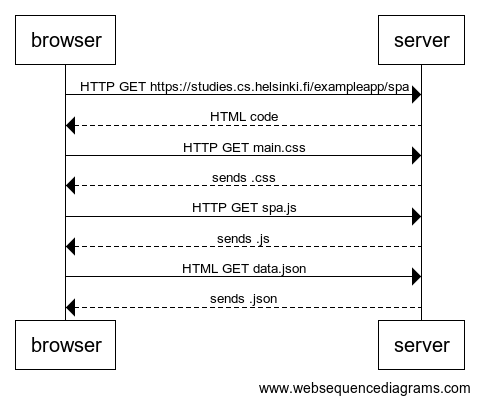 browser
server
HTTP GET https://studies.cs.helsinki.fi/exampleapp/spa
HTML code
HTTP GET main.css
sends .css
HTTP GET spa.js
sends .js
HTML GET data.json
sends .json
browser
server
www.websequencediagrams.com